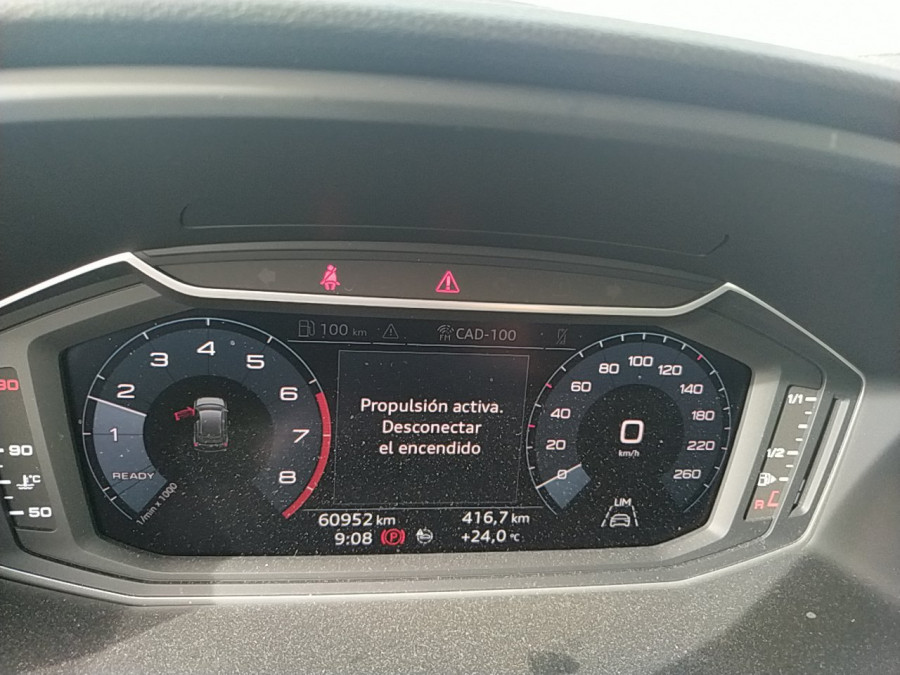 100 km
CAD-100
FM
1
2
3
4
5
6
7
8
READY
1/min x 1000
Propulsión activa.
Desconectar
el encendido
0
20
40
60
80
100
120
140
180
220
260
0
km/h
60952 km
416,7 km
9:08
P
+24,0 °C
LIM
90
°C
50
1/1
1/2
R